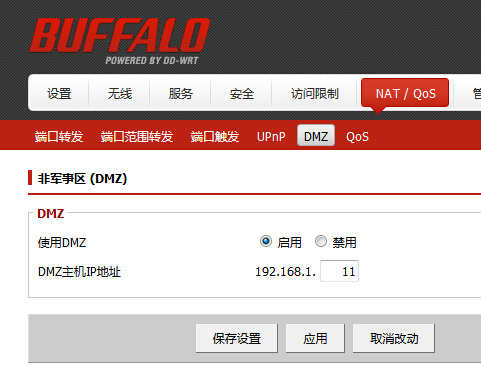 BUFFALO
POWERED BY DD-WRT
设置 无线 服务 安全 访问限制 NAT / QoS
端口转发 端口范围转发 端口触发 UPnP DMZ QoS
非军事区 (DMZ)
DMZ
使用DMZ 启用 禁用
DMZ主机IP地址 192.168.1. 11
保存设置 应用 取消改动